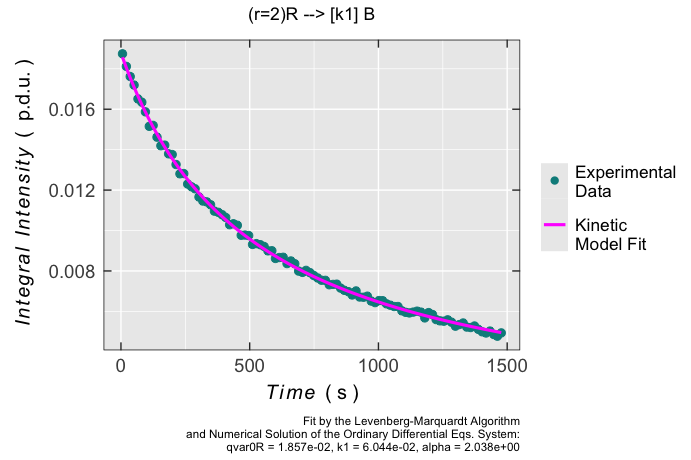 (r=2)R --> [k1] B
Integral Intensity ( p.d.u. )
0.016
0.012
0.008
0
500
1000
1500
Time ( s )
Experimental
Data
Kinetic
Model Fit
Fit by the Levenberg-Marquardt Algorithm
and Numerical Solution of the Ordinary Differential Eqs. System:
qvar0R = 1.857e-02, k1 = 6.044e-02, alpha = 2.038e+00